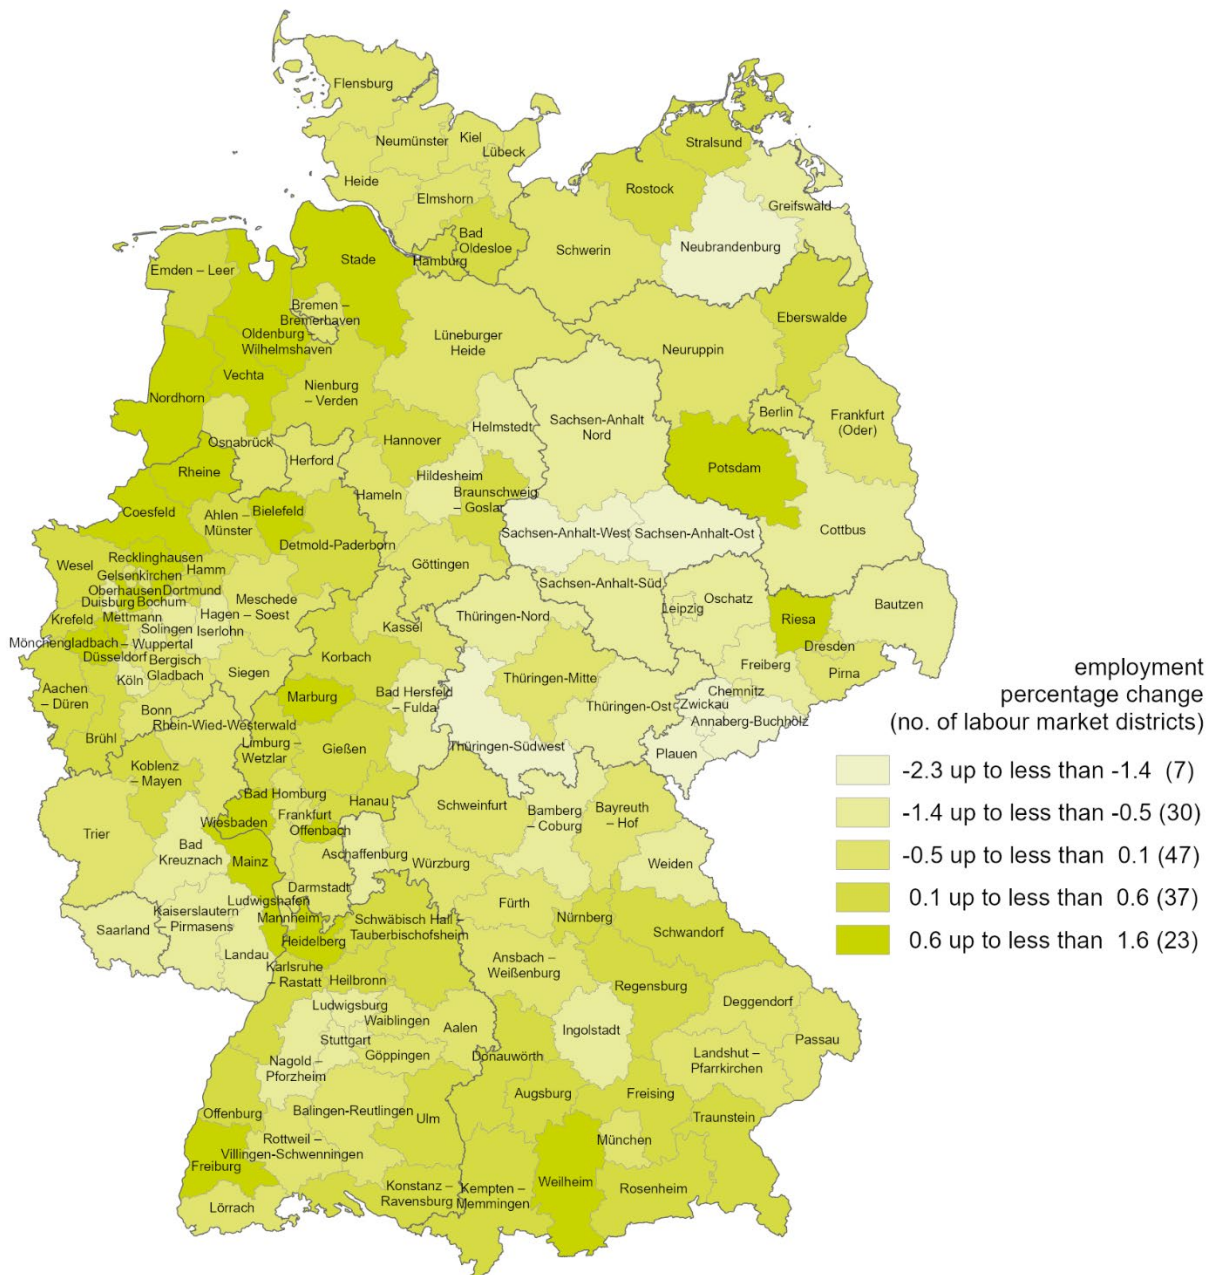 Flensburg
Neumünster
Kiel
Lübeck
Heide
Elmshorn
Bad
Oldesloe
Hamburg
Stralsund
Rostock
Greifswald
Schwerin
Neubrandenburg
Emden – Leer
Stade
Bremen –
Bremerhaven
Oldenburg –
Wilhelmshaven
Lüneburger
Heide
Eberswalde
Neuruppin
Vechta
Nordhorn
Nienburg
– Verden
Berlin
Frankfurt
(Oder)
Sachsen-Anhalt
Nord
Helmstedt
Osnabrück
Hannover
Herford
Potsdam
Rheine
Hildesheim
Hameln
Braunschweig
– Goslar
Coesfeld
Ahlen –
Münster
Bielefeld
Sachsen-Anhalt-West
Sachsen-Anhalt-Ost
Cottbus
Detmold-Paderborn
Recklinghausen
Wesel
Göttingen
Gelsenkirchen
Hamm
Sachsen-Anhalt-Süd
Oberhausen
Dortmund
Duisburg
Bochum
Meschede
– Soest
Oschatz
Leipzig
Bautzen
Krefeld
Mettmann
Hagen
Kassel
Thüringen-Nord
Riesa
Solingen
Iserlohn
Mönchengladbach
– Wuppertal
Düsseldorf
Bergisch
Gladbach
Korbach
Dresden
Siegen
Köln
Freiberg
Pirna
Aachen
– Düren
Marburg
Bad Hersfeld
– Fulda
Thüringen-Mitte
Chemnitz
Bonn
Thüringen-Ost
Zwickau
Annaberg-Buchholz
Rhein-Wied-Westerwald
Brühl
Limburg –
Wetzlar
Gießen
Thüringen-Südwest
Plauen
Koblenz
– Mayen
Bad Homburg
Hanau
Schweinfurt
Bamberg
– Coburg
Bayreuth
– Hof
Wiesbaden
Frankfurt
Offenbach
Trier
Bad
Kreuznach
Mainz
Aschaffenburg
Würzburg
Weiden
Darmstadt
Ludwigshafen
Fürth
Kaiserslautern
– Pirmasens
Mannheim
Schwäbisch Hall –
Tauberbischofsheim
Nürnberg
Saarland
Schwandorf
Heidelberg
Landau
Ansbach –
Weißenburg
Karlsruhe
– Rastatt
Heilbronn
Regensburg
Deggendorf
Ludwigsburg
Waiblingen
Aalen
Ingolstadt
Stuttgart
Passau
Göppingen
Donauwörth
Landshut –
Pfarrkirchen
Nagold –
Pforzheim
Augsburg
Freising
Offenburg
Balingen-Reutlingen
Ulm
Traunstein
Rottweil –
Villingen-Schwenningen
München
Freiburg
Weilheim
Konstanz –
Ravensburg
Kempten –
Memmingen
Rosenheim
Lörrach
employment
percentage change
(no. of labour market districts)
-2.3 up to less than -1.4 (7)
-1.4 up to less than -0.5 (30)
-0.5 up to less than 0.1 (47)
0.1 up to less than 0.6 (37)
0.6 up to less than 1.6 (23)